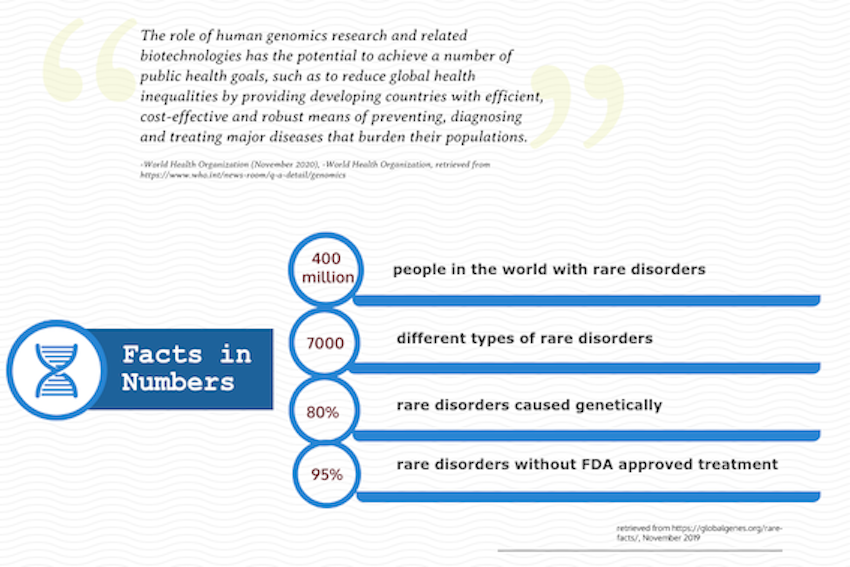 The role of human genomics research and related
biotechnologies has the potential to achieve a number of
public health goals, such as to reduce global health
inequalities by providing developing countries with efficient,
cost-effective and robust means of preventing, diagnosing
and treating major diseases that burden their populations.
-World Health Organization (November 2020), -World Health Organization, retrieved from
https://www.who.int/news-room/q-a-detail/genomics
400
million
people in the world with rare disorders
7000
different types of rare disorders
Facts in
Numbers
80%
rare disorders caused genetically
95%
rare disorders without FDA approved treatment
retrieved from https://globalgenes.org/rare-
facts/, November 2019